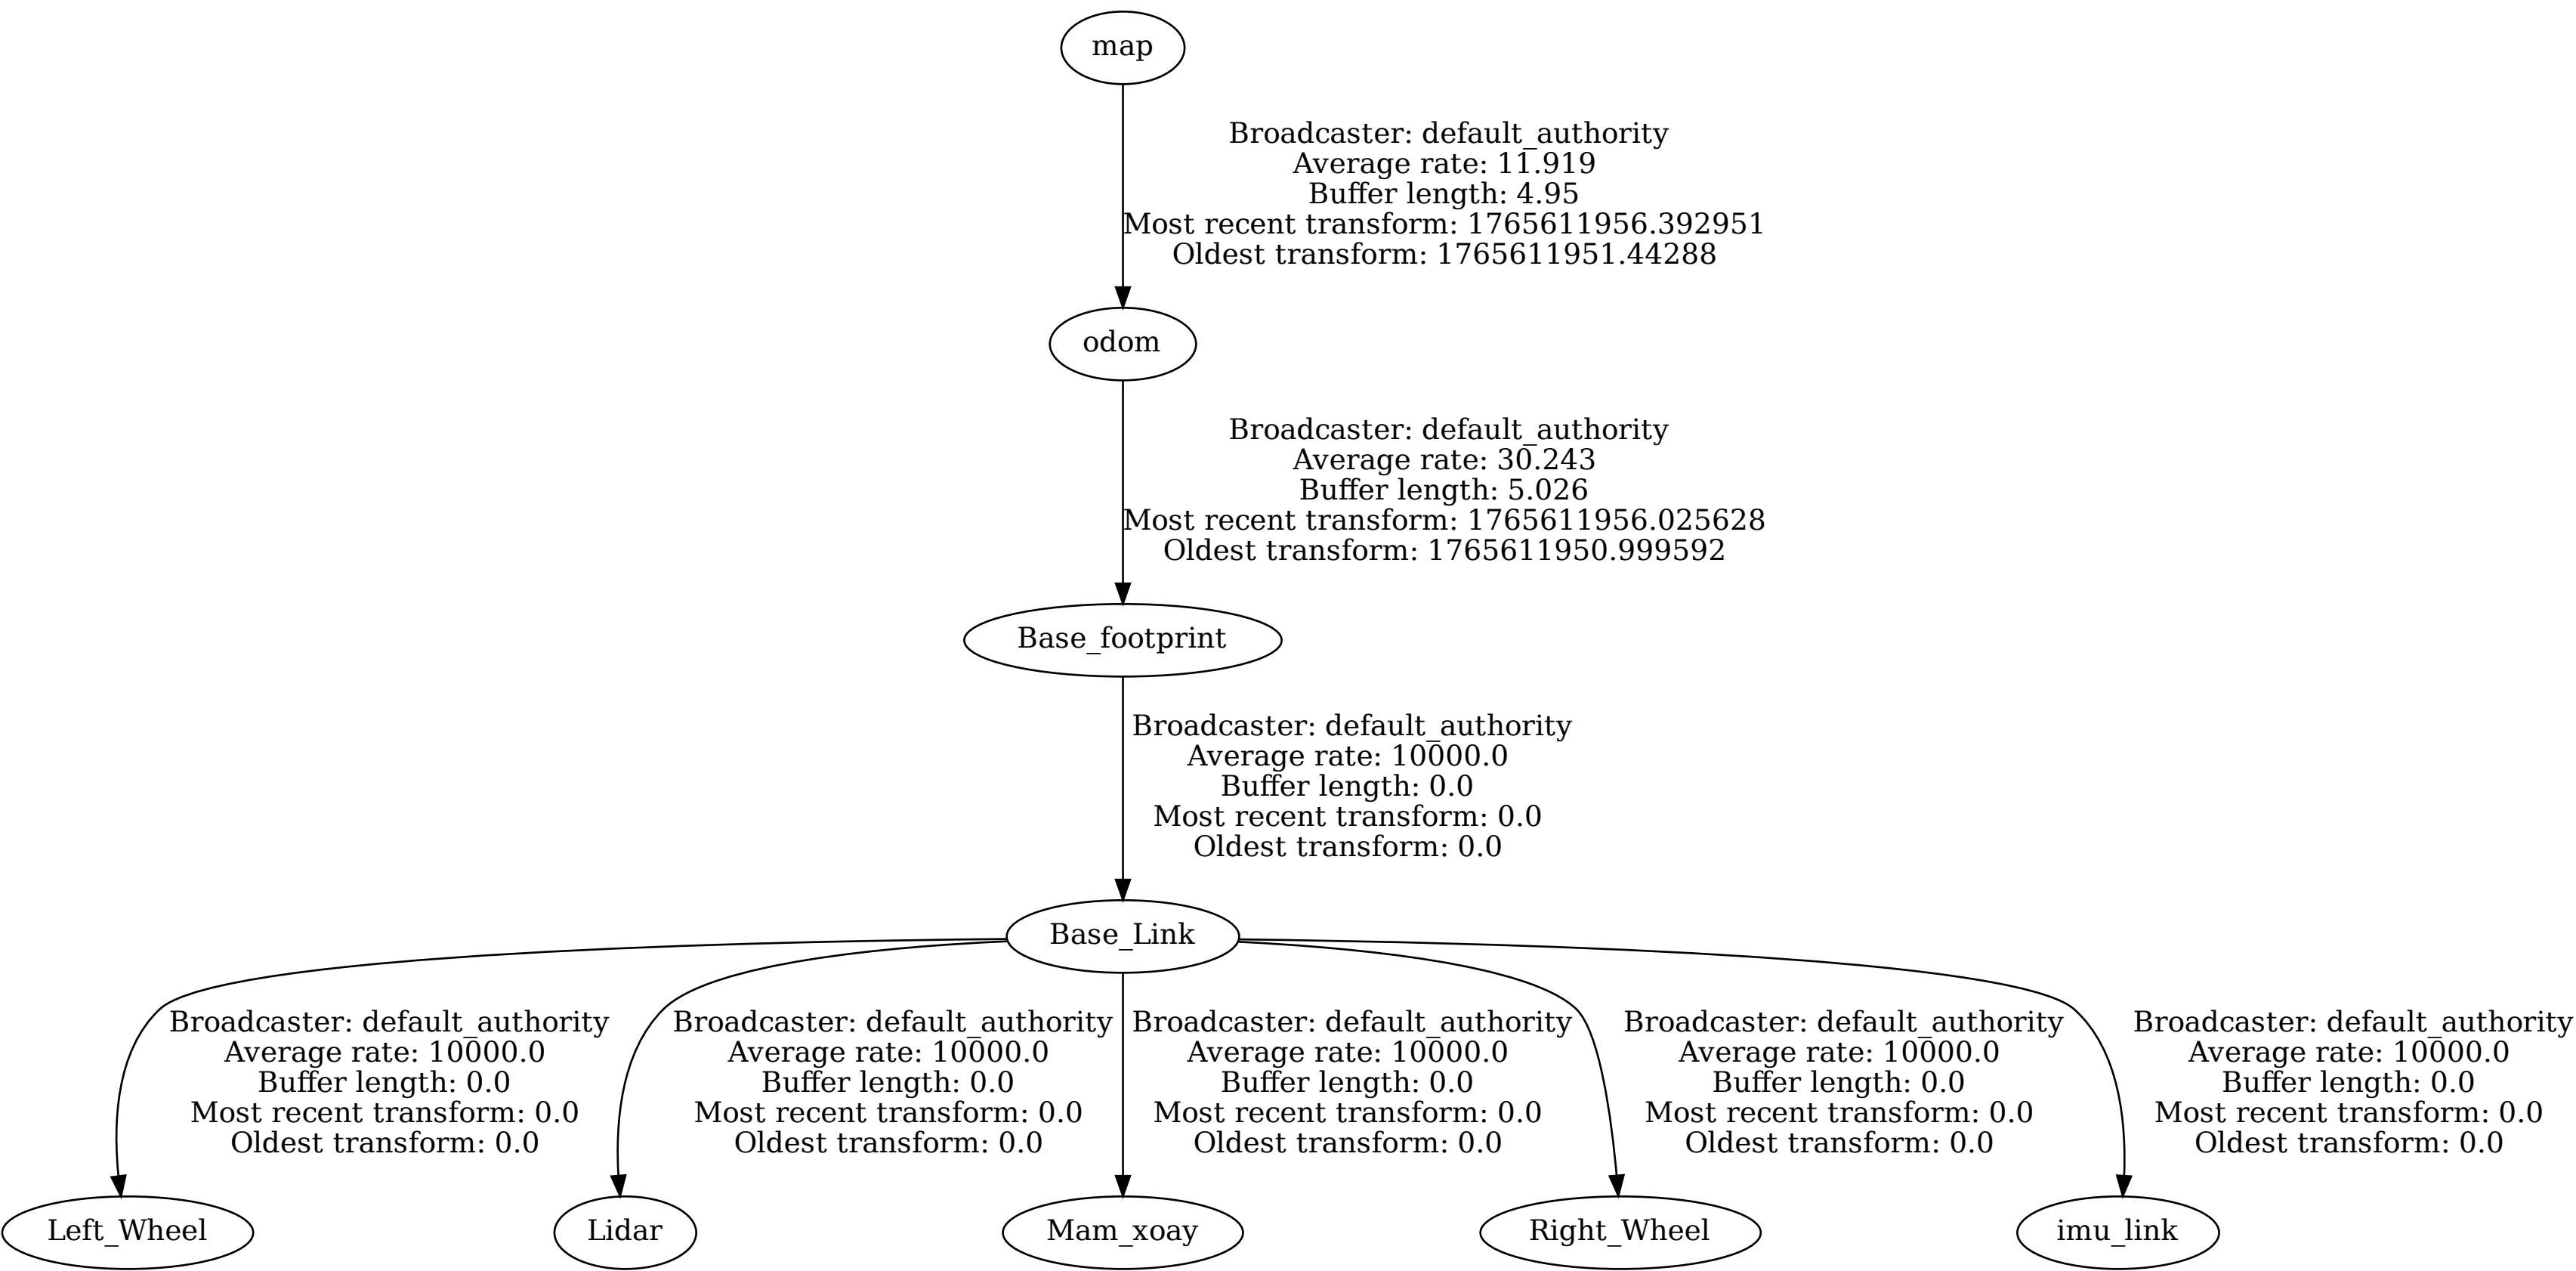 map
Broadcaster: default_authority
Average rate: 11.919
Buffer length: 4.95
Most recent transform: 1765611956.392951
Oldest transform: 1765611951.44288
odom
Broadcaster: default_authority
Average rate: 30.243
Buffer length: 5.026
Most recent transform: 1765611956.025628
Oldest transform: 1765611950.999592
Base_footprint
Broadcaster: default_authority
Average rate: 10000.0
Buffer length: 0.0
Most recent transform: 0.0
Oldest transform: 0.0
Base_Link
Broadcaster: default_authority
Average rate: 10000.0
Buffer length: 0.0
Most recent transform: 0.0
Oldest transform: 0.0
Broadcaster: default_authority
Average rate: 10000.0
Buffer length: 0.0
Most recent transform: 0.0
Oldest transform: 0.0
Broadcaster: default_authority
Average rate: 10000.0
Buffer length: 0.0
Most recent transform: 0.0
Oldest transform: 0.0
Broadcaster: default_authority
Average rate: 10000.0
Buffer length: 0.0
Most recent transform: 0.0
Oldest transform: 0.0
Broadcaster: default_authority
Average rate: 10000.0
Buffer length: 0.0
Most recent transform: 0.0
Oldest transform: 0.0
Left_Wheel
Lidar
Mam_xoay
Right_Wheel
imu_link